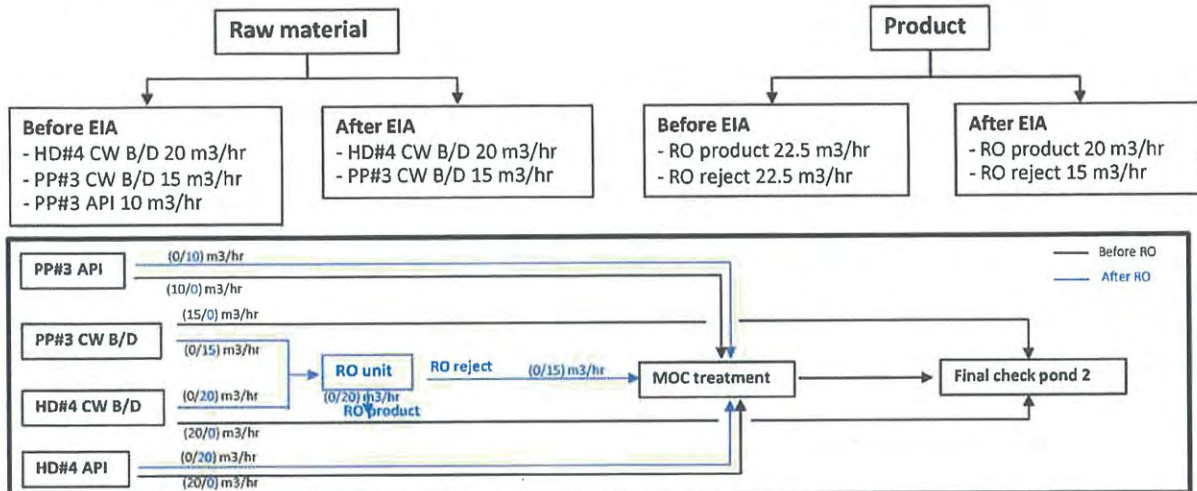 Raw material
Product
Before EIA
- HD#4 CW B/D 20 m3/hr
- PP#3 CW B/D 15 m3/hr
- PP#3 API 10 m3/hr
After EIA
- HD#4 CW B/D 20 m3/hr
- PP#3 CW B/D 15 m3/hr
Before EIA
- RO product 22.5 m3/hr
- RO reject 22.5 m3/hr
After EIA
- RO product 20 m3/hr
- RO reject 15 m3/hr
PP#3 API
(0/10) m3/hr
(10/0) m3/hr
Before RO
After RO
(15/0) m3/hr
PP#3 CW B/D
(0/15) m3/hr
RO unit
RO reject
(0/15) m3/hr
MOC treatment
Final check pond 2
HD#4 CW B/D
(0/20) m3/hr
(0/20) m3/hr
RO product
(20/0) m3/hr
HD#4 API
(0/20) m3/hr
(20/0) m3/hr